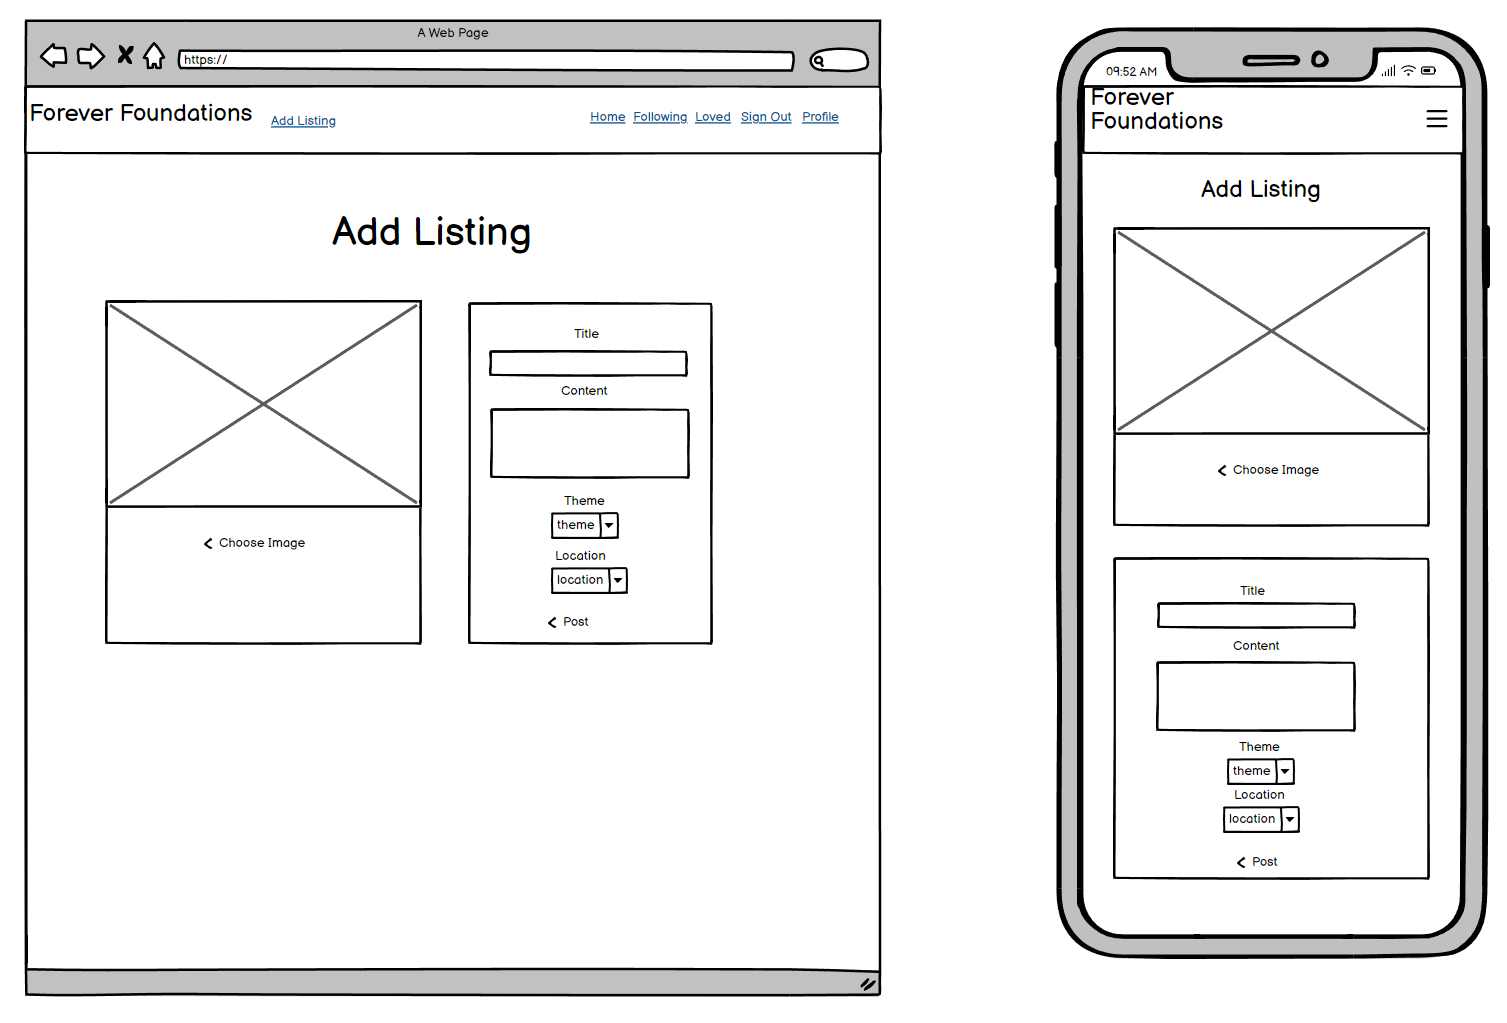 A Web Page
https://
Forever Foundations
Add Listing
Home Following Loved Sign Out Profile
Add Listing
Choose Image
Title
Content
Theme
theme
Location
location
Post
09:52 AM
Forever
Foundations
Add Listing
Choose Image
Title
Content
Theme
theme
Location
location
Post